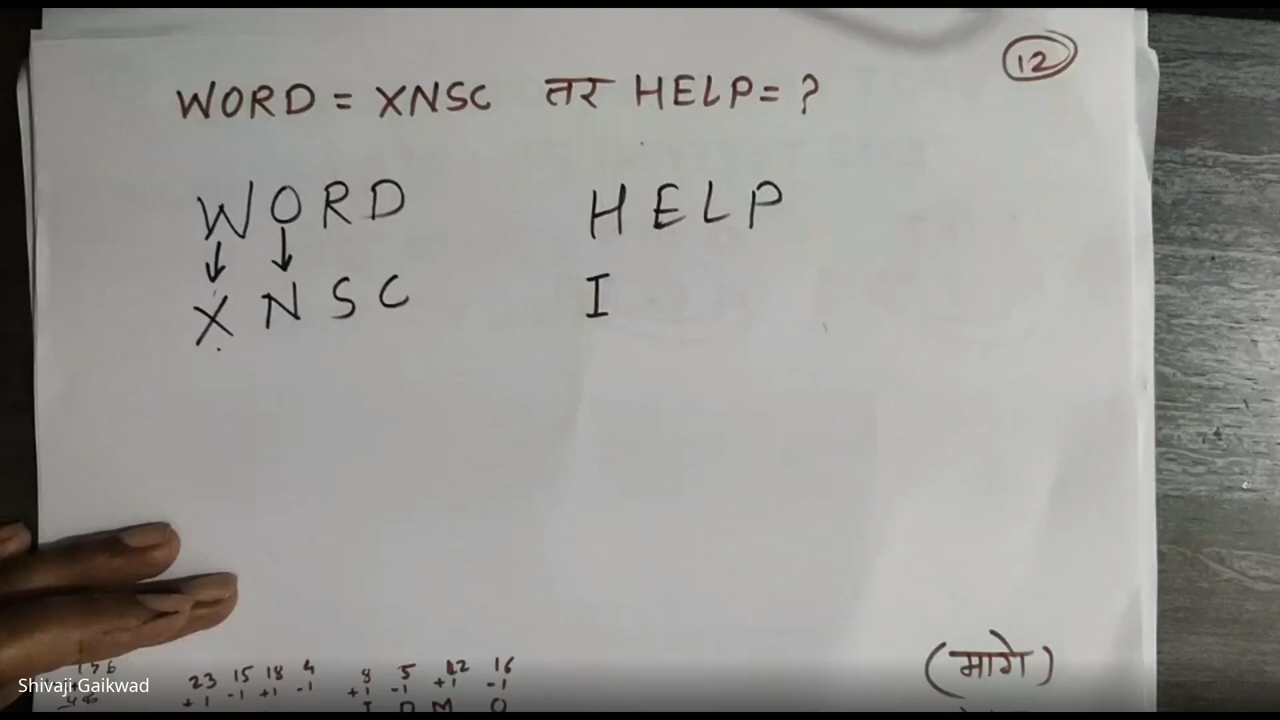 12
WORD = XNSC तर HELP = ?
WORD HELP
XNSC I
(मागे)
23 15 18 4 8 5 12 16
+1 -1 +1 -1 +1 -1 +1 -1
Shivaji Gaikwad